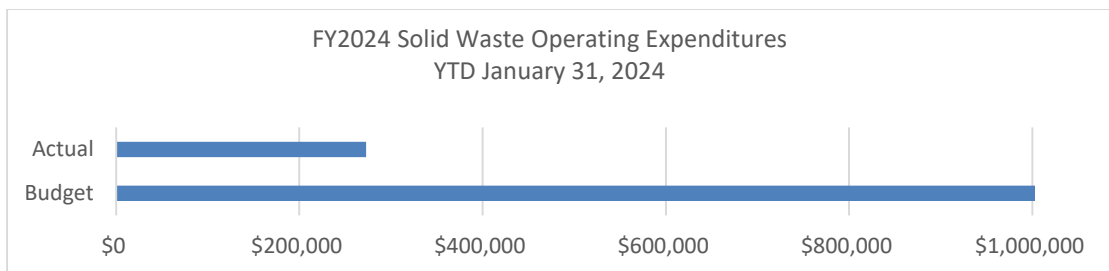 FY2024 Solid Waste Operating Expenditures
YTD January 31, 2024
Actual
Budget
$0 $200,000 $400,000 $600,000 $800,000 $1,000,000